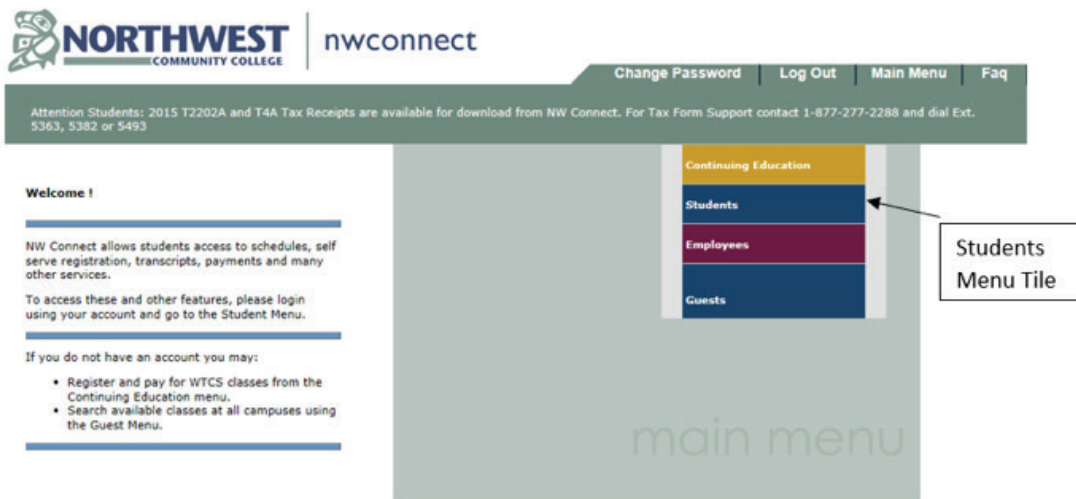 NORTHWEST
COMMUNITY COLLEGE
nwconnect
Change Password
Log Out
Main Menu
Faq
Attention Students: 2015 T2202A and T4A Tax Receipts are available for download from NW Connect. For Tax Form Support contact 1-877-277-2288 and dial Ext.
5363, 5382 or 5493
Welcome !
NW Connect allows students access to schedules, self
serve registration, transcripts, payments and many
other services.
To access these and other features, please login
using your account and go to the Student Menu.
If you do not have an account you may:
• Register and pay for WTCS classes from the
Continuing Education menu.
• Search available classes at all campuses using
the Guest Menu.
Continuing Education
Students
Employees
Guests
Students
Menu Tile
main menu